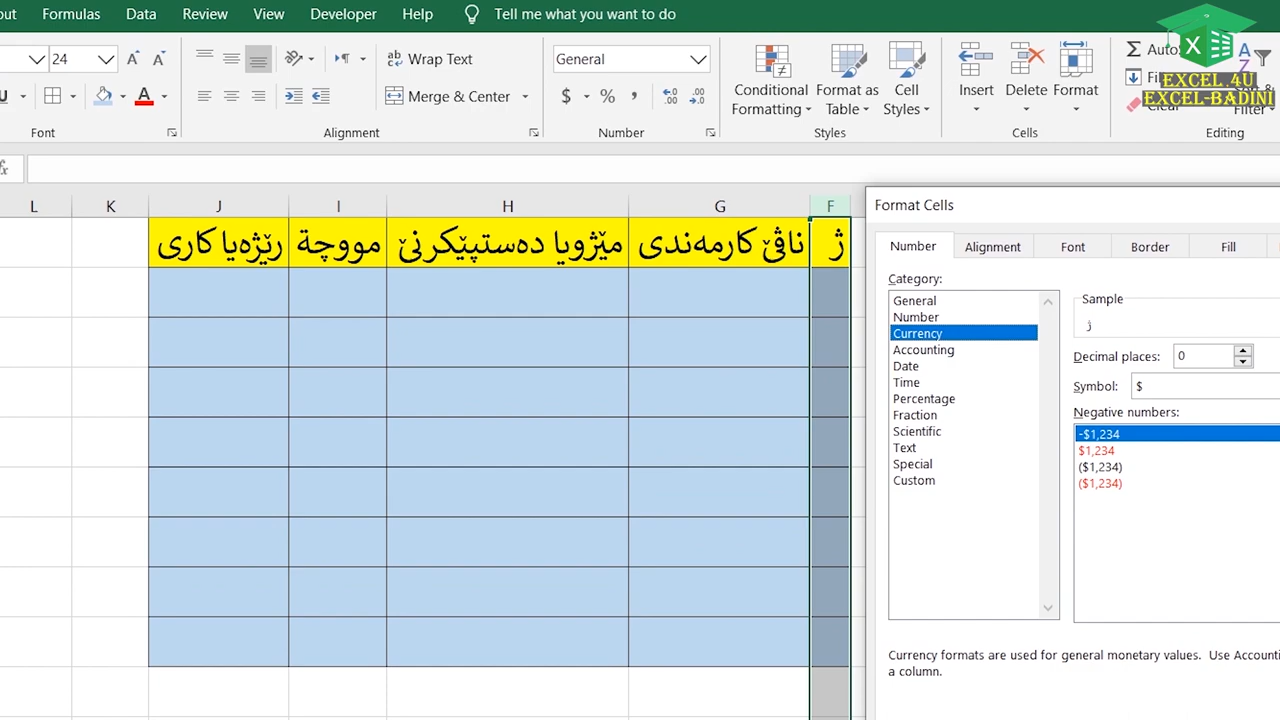 Formulas Data Review View Developer Help Tell me what you want to do
24 Wrap Text General Conditional Formatting Format as Table Cell Styles Insert Delete Format
Merge & Center $ % EXCEL.4U
EXCEL-BADINI
Font Alignment Number Styles Cells Editing
fx
L K J I H G F
ژ ناڤێ کارمەندی مێژویا دەستپێکرنێ مووچة رێژەیا کاری
Format Cells
Number Alignment Font Border Fill
Category:
General
Number
Currency
Accounting
Date
Time
Percentage
Fraction
Scientific
Text
Special
Custom
Sample
ژ
Decimal places: 0
Symbol: $
Negative numbers:
-$1,234
$1,234
($1,234)
($1,234)
Currency formats are used for general monetary values. Use
a column.